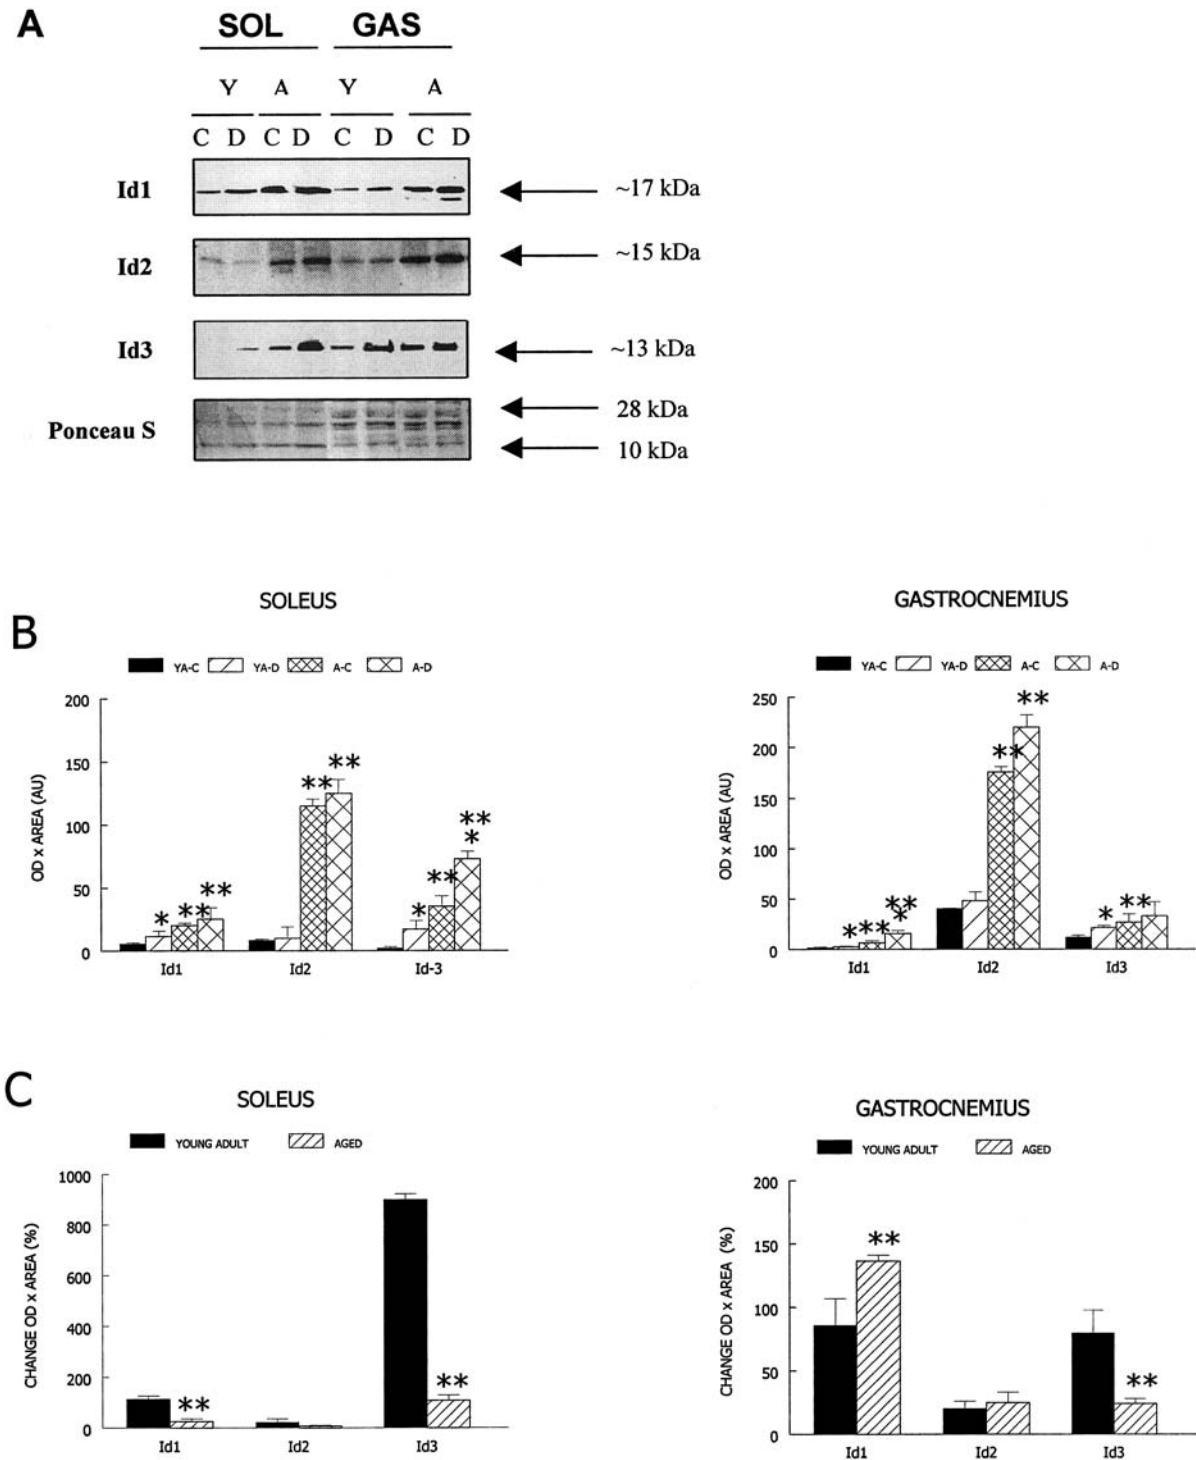 A
SOL GAS
Y A Y A
C D C D C D C D
Id1 ~17 kDa
Id2 ~15 kDa
Id3 ~13 kDa
Ponceau S 28 kDa
10 kDa
B
SOLEUS
YA-C YA-D A-C A-D
OD x AREA (AU)
200
150
100
50
0
* ** **
** **
* ** ** *
Id1 Id2 Id-3
GASTROCNEMIUS
YA-C YA-D A-C A-D
OD x AREA (AU)
250
200
150
100
50
0
* ** ** *
** **
* **
Id1 Id2 Id3
C
SOLEUS
YOUNG ADULT AGED
CHANGE OD x AREA (%)
1000
800
600
400
200
0
**
**
Id1 Id2 Id3
GASTROCNEMIUS
YOUNG ADULT AGED
CHANGE OD x AREA (%)
200
150
100
50
0
**
**
Id1 Id2 Id3